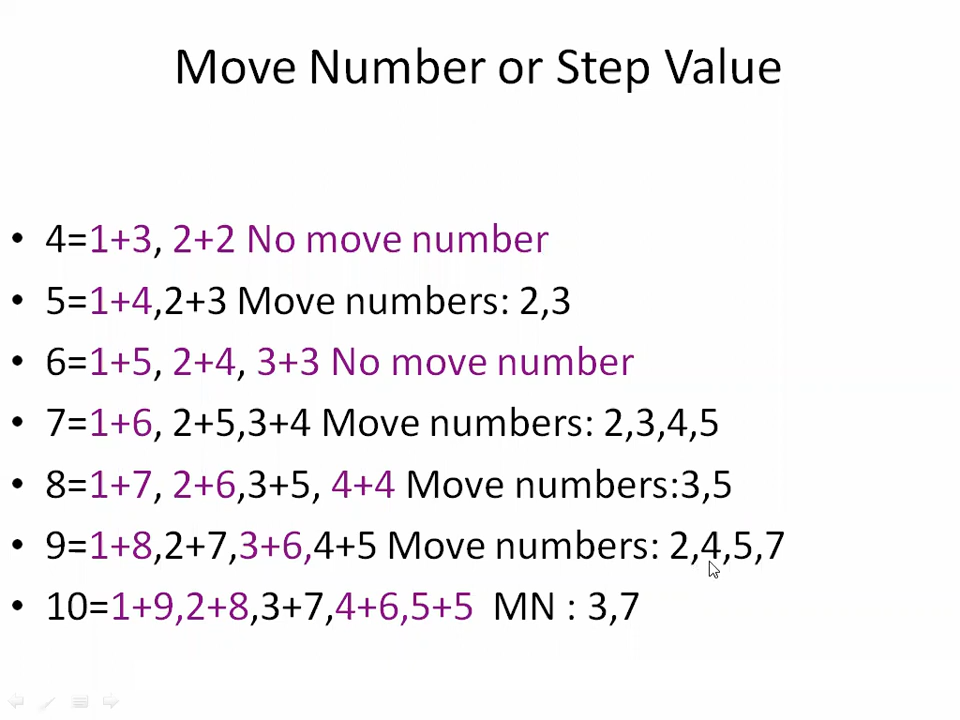 Move Number or Step Value
• 4=1+3, 2+2 No move number
• 5=1+4,2+3 Move numbers: 2,3
• 6=1+5, 2+4, 3+3 No move number
• 7=1+6, 2+5,3+4 Move numbers: 2,3,4,5
• 8=1+7, 2+6,3+5, 4+4 Move numbers:3,5
• 9=1+8,2+7,3+6,4+5 Move numbers: 2,4,5,7
• 10=1+9,2+8,3+7,4+6,5+5  MN : 3,7